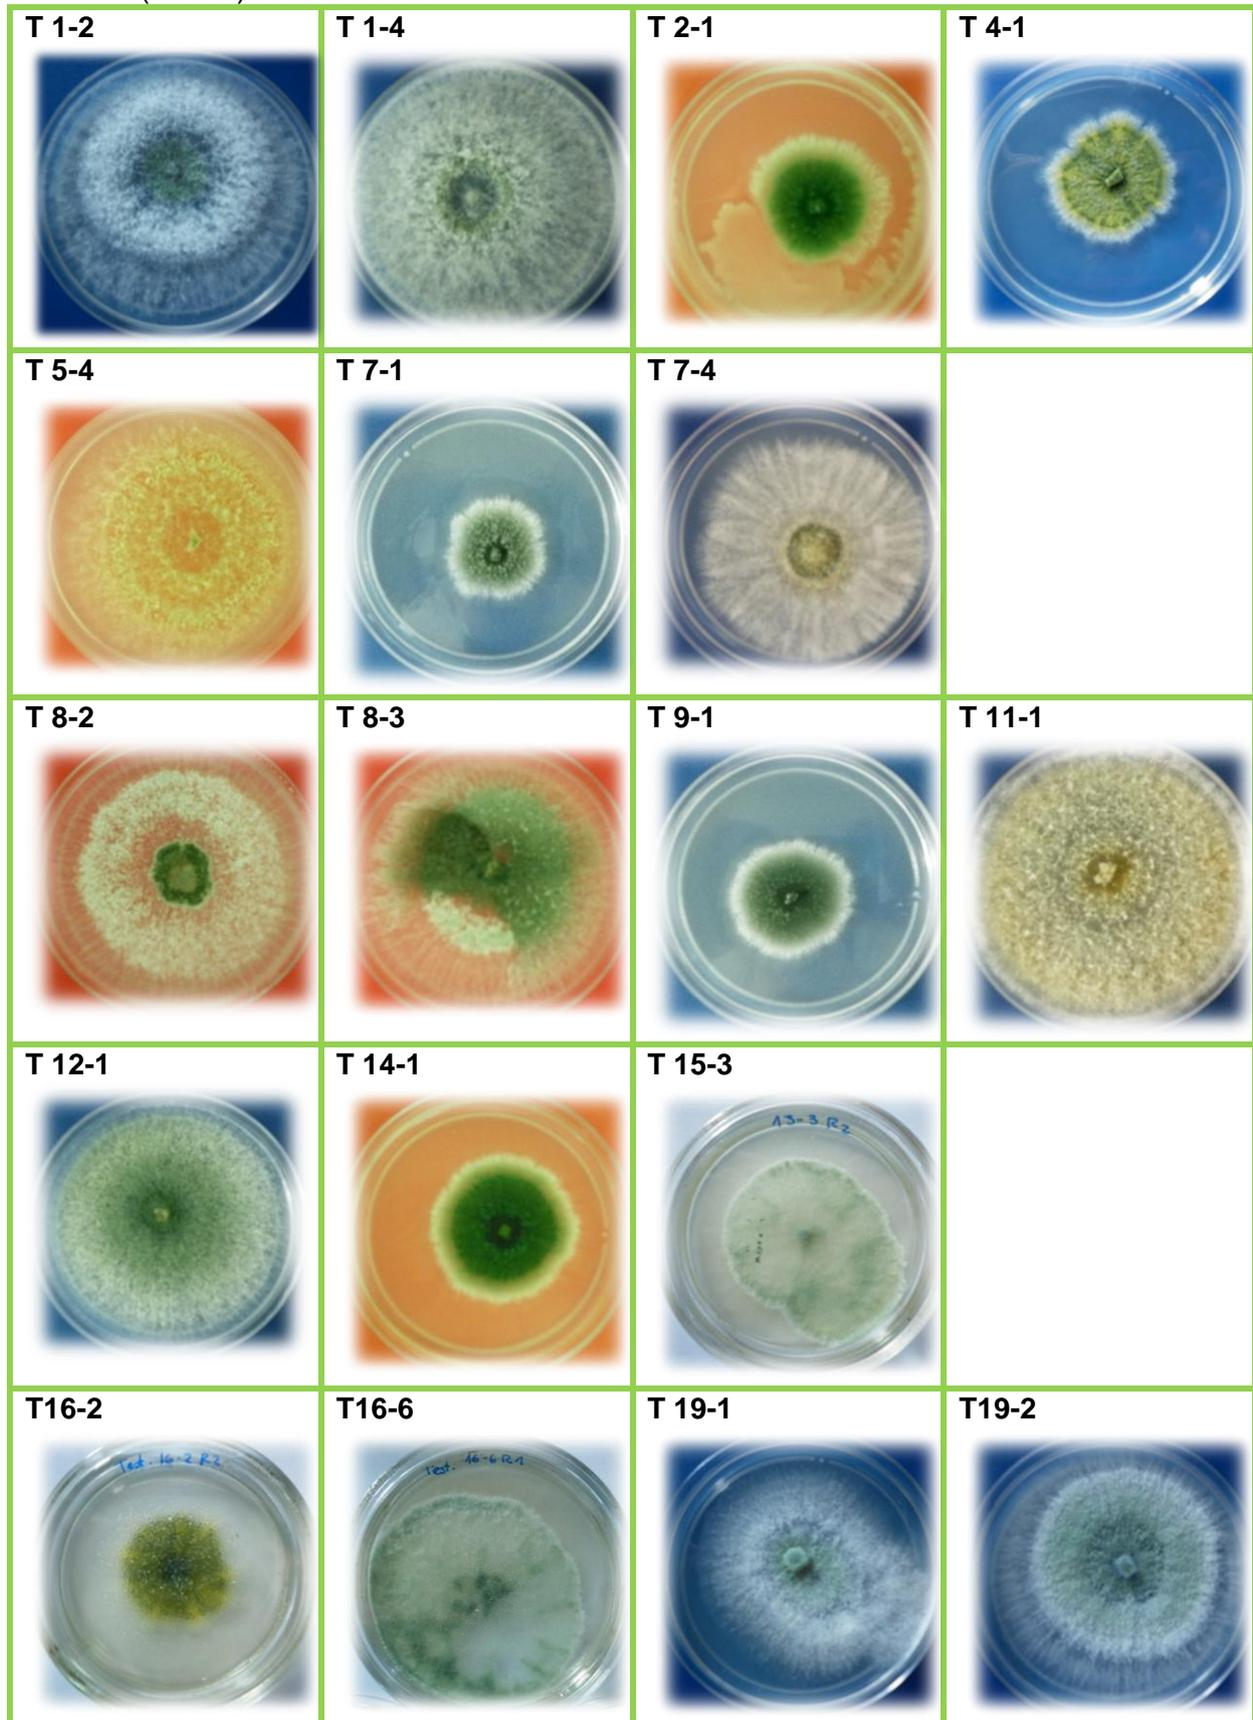 T 1-2 T 1-4 T 2-1 T 4-1
T 5-4 T 7-1 T 7-4
T 8-2 T 8-3 T 9-1 T 11-1
T 12-1 T 14-1 T 15-3
13-3 R2
T16-2 T16-6 T 19-1 T19-2
Test. 16-2 R2
Test. 16-6 R1